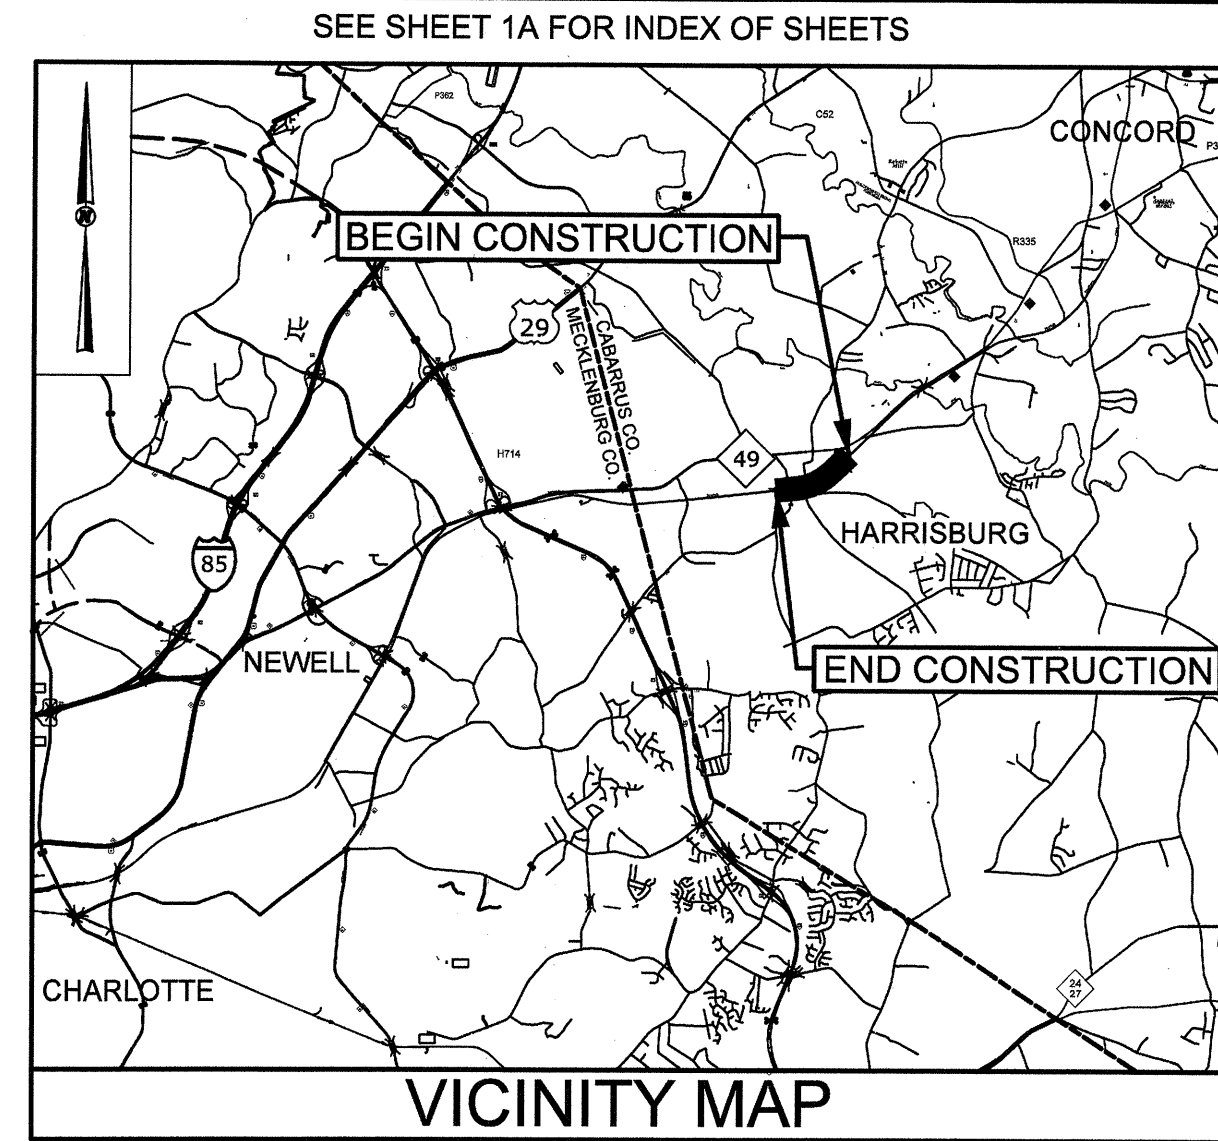 SEE SHEET 1A FOR INDEX OF SHEETS
P362
C52
CONCORD
N
BEGIN CONSTRUCTION
R335
29
CABARRUS CO.
MECKLENBURG CO.
H714
49
HARRISBURG
85
NEWELL
END CONSTRUCTION
24
27
CHARLOTTE
VICINITY MAP